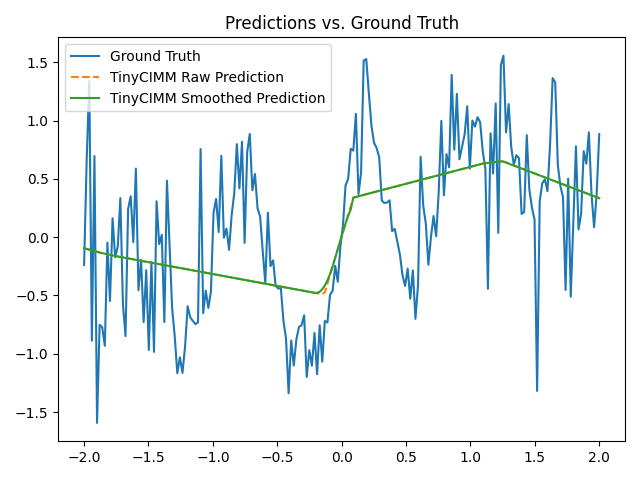 Predictions vs. Ground Truth
Ground Truth
TinyCIMM Raw Prediction
TinyCIMM Smoothed Prediction
1.5
1.0
0.5
0.0
−0.5
−1.0
−1.5
−2.0 −1.5 −1.0 −0.5 0.0 0.5 1.0 1.5 2.0